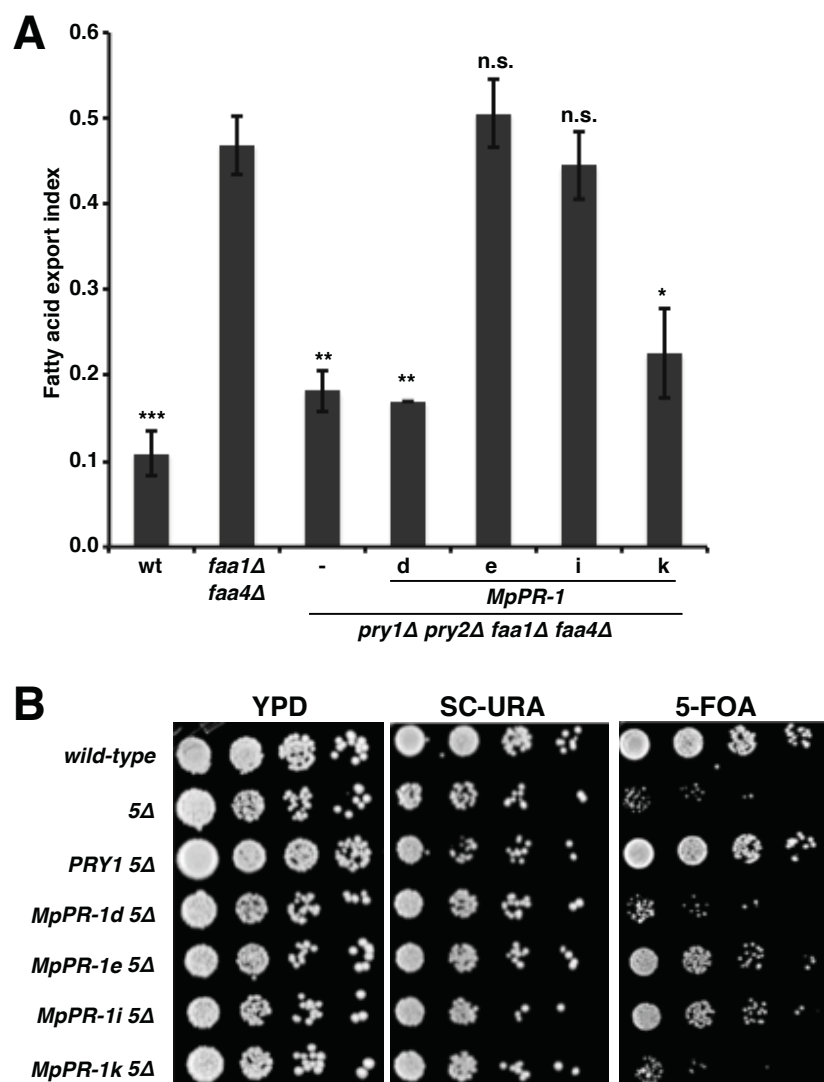 A
Fatty acid export index
0.6
0.5
0.4
0.3
0.2
0.1
0.0
***
**
**
n.s.
n.s.
*
wt
faa1Δ
faa4Δ
-
d
e
i
k
MpPR-1
pry1Δ pry2Δ faa1Δ faa4Δ
B
YPD
SC-URA
5-FOA
wild-type
5Δ
PRY1 5Δ
MpPR-1d 5Δ
MpPR-1e 5Δ
MpPR-1i 5Δ
MpPR-1k 5Δ